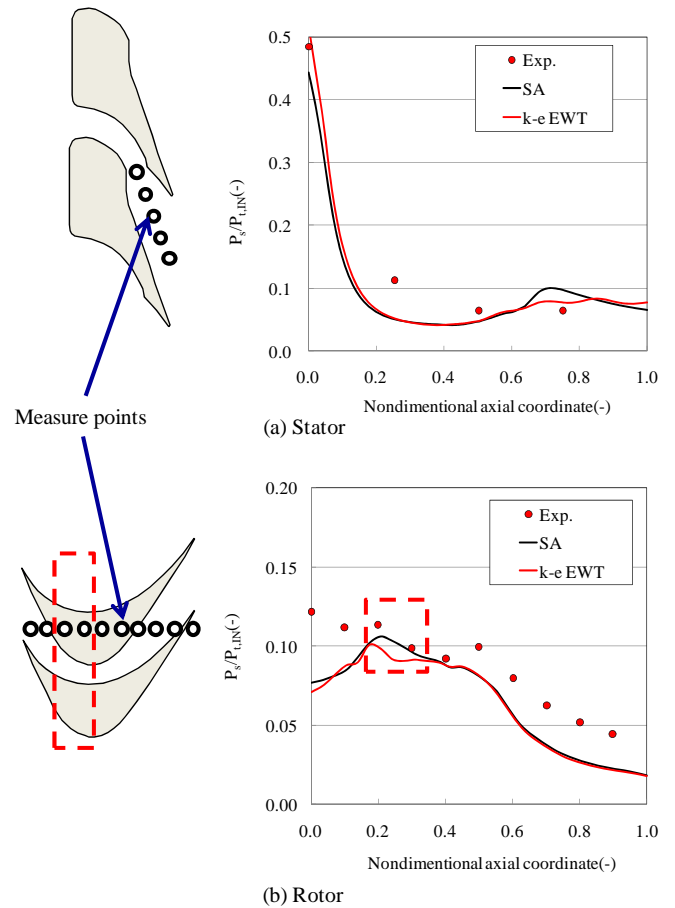 0.5
0.4
0.3
0.2
0.1
0.0
P_s/P_t,IN(-)
Exp.
SA
k-e EWT
0.0 0.2 0.4 0.6 0.8 1.0
Nondimentional axial coordinate(-)
(a) Stator
Measure points
0.20
0.15
0.10
0.05
0.00
P_s/P_t,IN(-)
Exp.
SA
k-e EWT
0.0 0.2 0.4 0.6 0.8 1.0
Nondimentional axial coordinate(-)
(b) Rotor